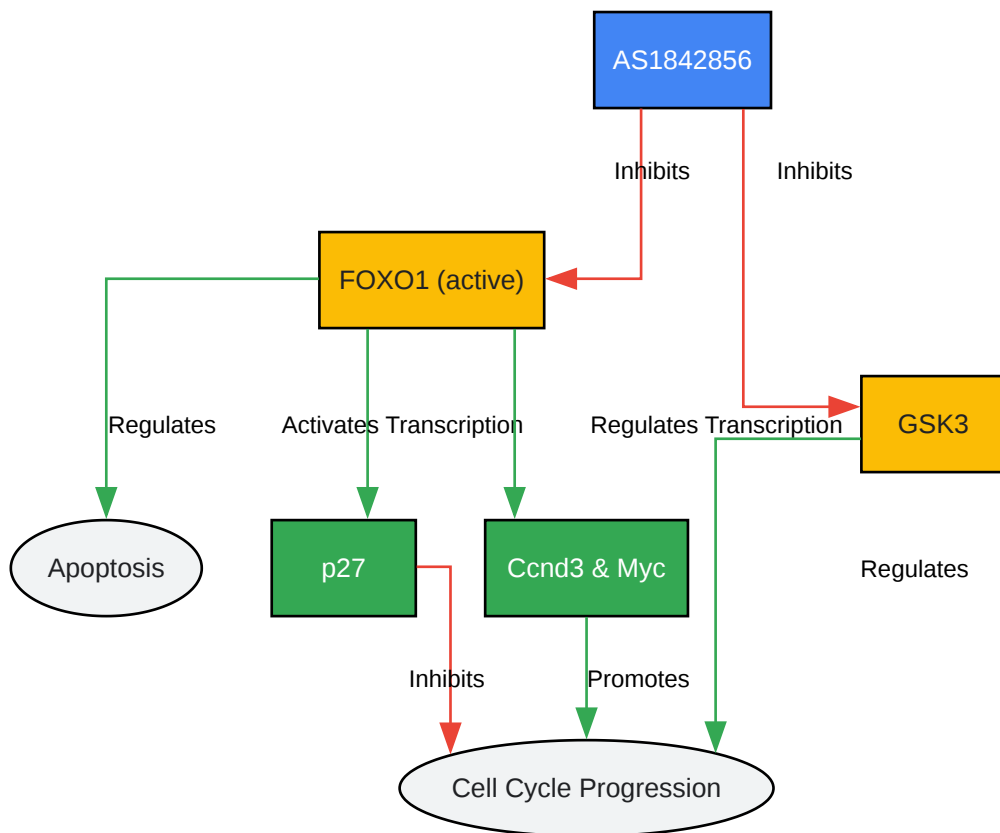 AS1842856
Inhibits
Inhibits
FOXO1 (active)
GSK3
Regulates
Activates Transcription
Regulates Transcription
Apoptosis
p27
Ccnd3 & Myc
Regulates
Inhibits
Promotes
Cell Cycle Progression